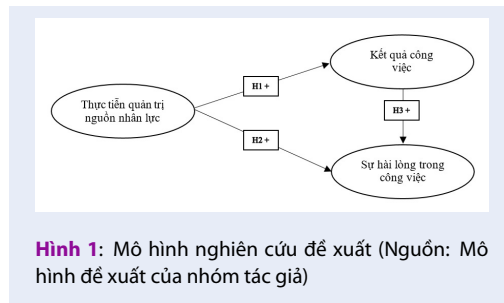 Kết quả công
việc
H1 +
Thực tiễn quản trị
nguồn nhân lực
H3 +
H2 +
Sự hài lòng trong
công việc
Hình 1: Mô hình nghiên cứu đề xuất (Nguồn: Mô
hình đề xuất của nhóm tác giả)